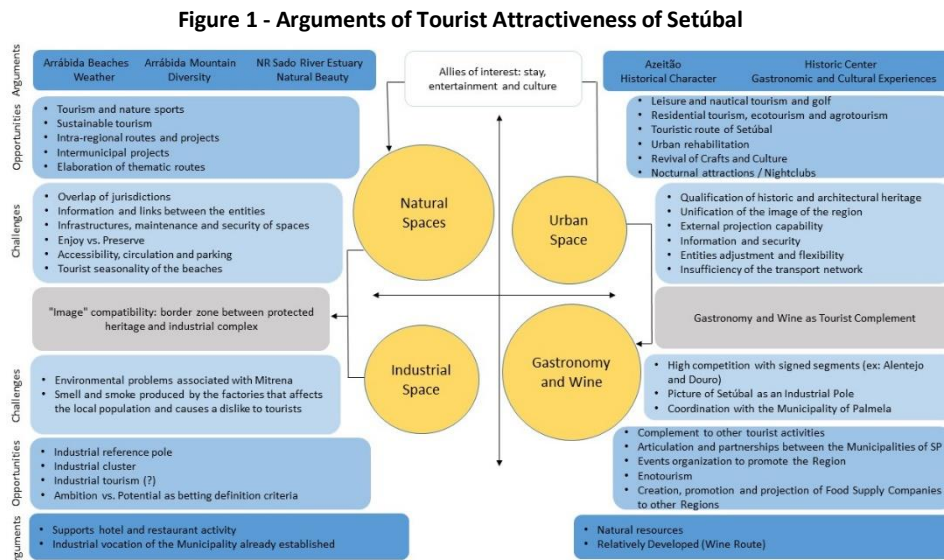 Figure 1 - Arguments of Tourist Attractiveness of Setúbal
Arguments
Arrábida Beaches
Weather
Arrábida Mountain
Diversity
NR Sado River Estuary
Natural Beauty
Allies of interest: stay,
entertainment and culture
Azeitão
Historical Character
Historic Center
Gastronomic and Cultural Experiences
Opportunities
• Tourism and nature sports
• Sustainable tourism
• Intra-regional routes and projects
• Intermunicipal projects
• Elaboration of thematic routes
• Leisure and nautical tourism and golf
• Residential tourism, ecotourism and agrotourism
• Touristic route of Setúbal
• Urban rehabilitation
• Revival of Crafts and Culture
• Nocturnal attractions / Nightclubs
Challenges
• Overlap of jurisdictions
• Information and links between the entities
• Infrastructures, maintenance and security of spaces
• Enjoy vs. Preserve
• Accessibility, circulation and parking
• Tourist seasonality of the beaches
Natural
Spaces
Urban
Space
• Qualification of historic and architectural heritage
• Unification of the image of the region
• External projection capability
• Information and security
• Entities adjustment and flexibility
• Insufficiency of the transport network
"Image" compatibility: border zone between protected
heritage and industrial complex
Gastronomy and Wine as Tourist Complement
Challenges
• Environmental problems associated with Mitrena
• Smell and smoke produced by the factories that affects
the local population and causes a dislike to tourists
Industrial
Space
Gastronomy
and Wine
• High competition with signed segments (ex: Alentejo
and Douro)
• Picture of Setúbal as an Industrial Pole
• Coordination with the Municipality of Palmela
Opportunities
• Industrial reference pole
• Industrial cluster
• Industrial tourism (?)
• Ambition vs. Potential as betting definition criteria
• Complement to other tourist activities
• Articulation and partnerships between the Municipalities of SP
• Events organization to promote the Region
• Enotourism
• Creation, promotion and projection of Food Supply Companies
to other Regions
Arguments
• Supports hotel and restaurant activity
• Industrial vocation of the Municipality already established
• Natural resources
• Relatively Developed (Wine Route)